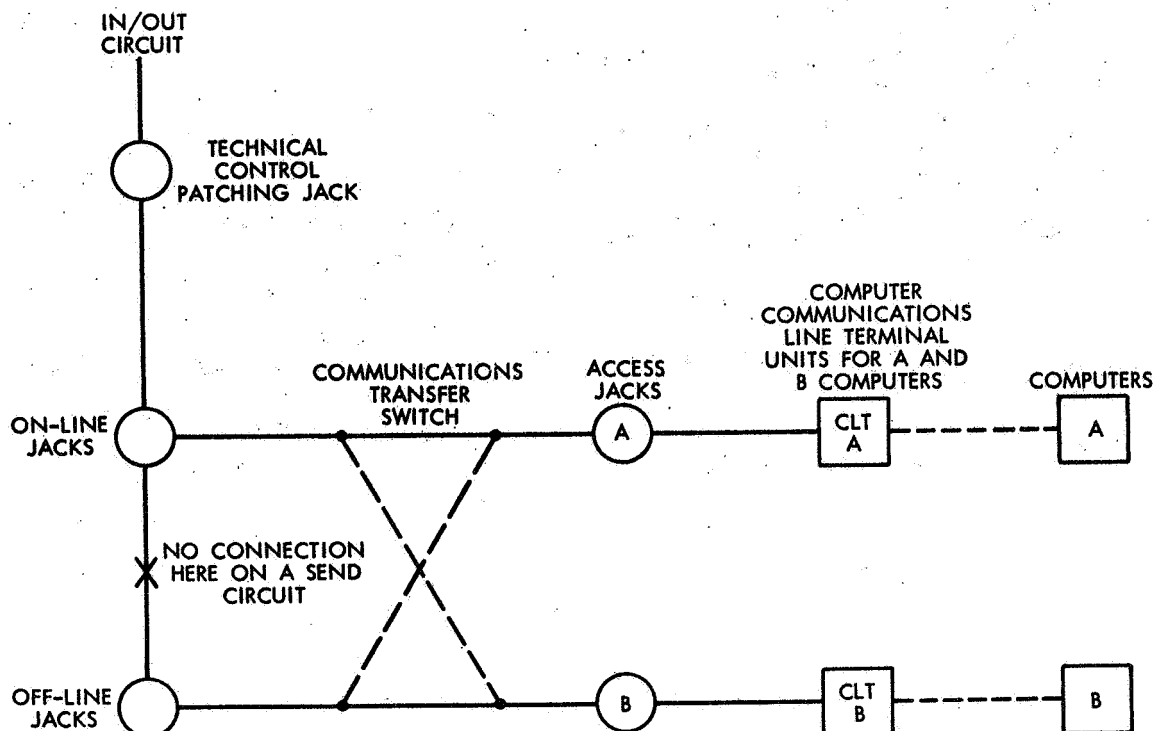 IN/OUT
CIRCUIT
TECHNICAL
CONTROL
PATCHING JACK
COMPUTER
COMMUNICATIONS
LINE TERMINAL
UNITS FOR A AND
B COMPUTERS
COMMUNICATIONS
TRANSFER
SWITCH
ACCESS
JACKS
COMPUTERS
ON-LINE
JACKS
A
CLT
A
A
NO CONNECTION
HERE ON A SEND
CIRCUIT
OFF-LINE
JACKS
B
CLT
B
B